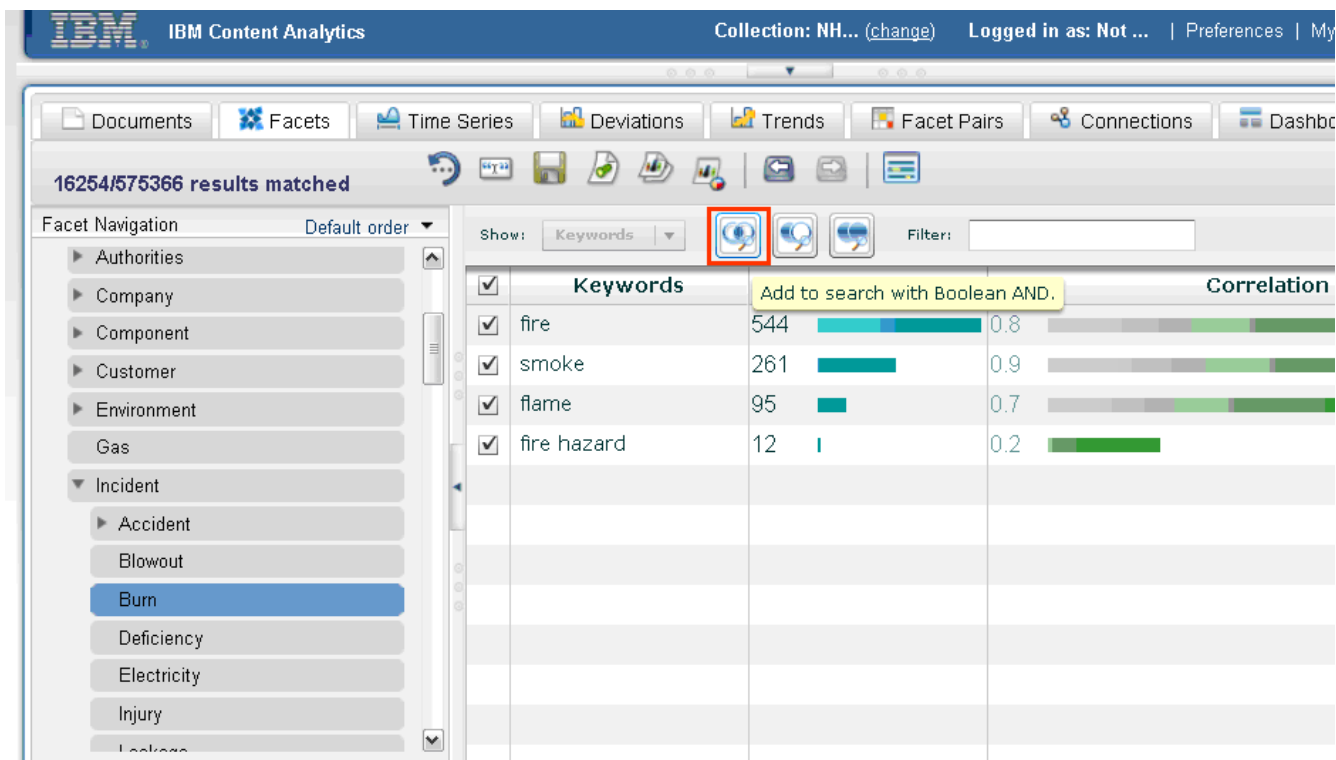 IBM® IBM Content Analytics Collection: NH... (change) Logged in as: Not ... | Preferences | My
Documents Facets Time Series Deviations Trends Facet Pairs Connections Dashbo
16254/575366 results matched
Facet Navigation Default order
Show: Keywords Filter:
Authorities
Company
Component
Customer
Environment
Gas
Incident
Accident
Blowout
Burn
Deficiency
Electricity
Injury
Keywords Correlation
Add to search with Boolean AND.
fire 544 0.8
smoke 261 0.9
flame 95 0.7
fire hazard 12 0.2